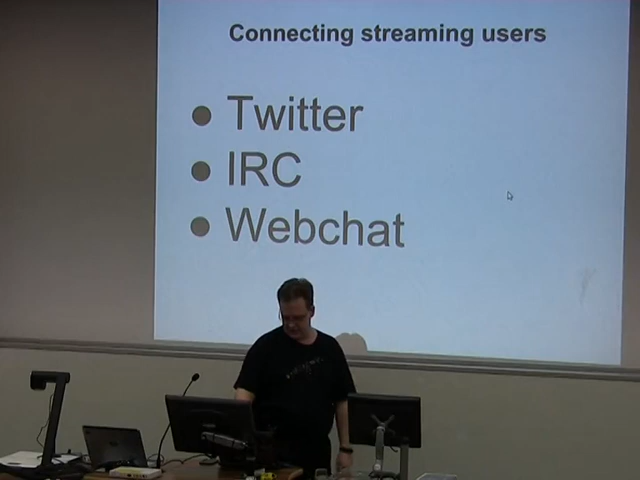 Connecting streaming users
● Twitter
● IRC
● Webchat